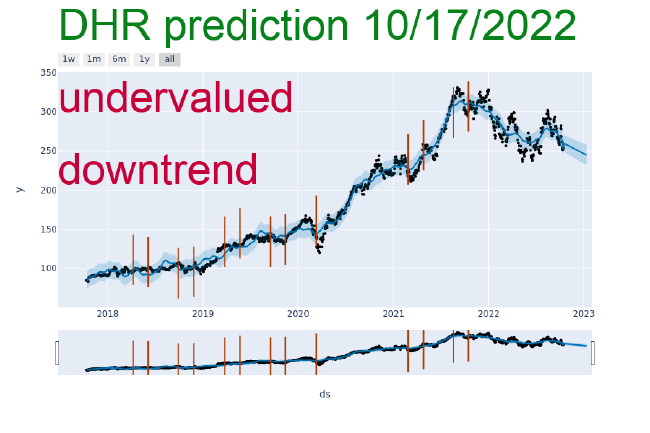 DHR prediction 10/17/2022
1w 1m 6m 1y all
350
undervalued
300
250
downtrend
200
y
150
100
2018 2019 2020 2021 2022 2023
ds